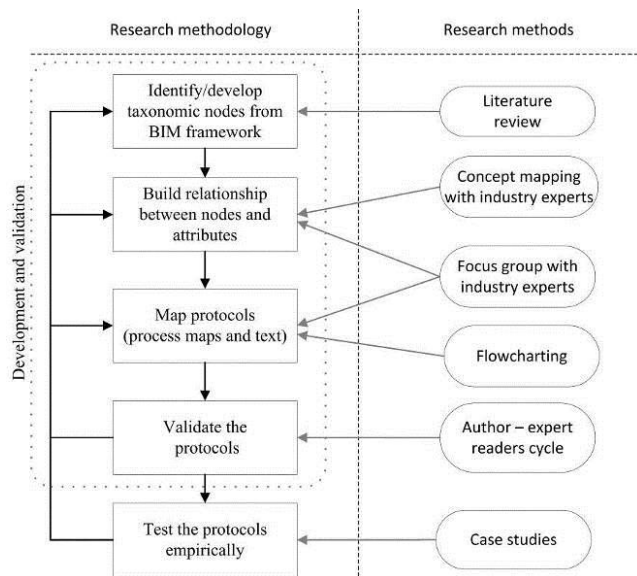 Research methodology
Research methods
Development and validation
Identify/develop
taxonomic nodes from
BIM framework
Literature
review
Build relationship
between nodes and
attributes
Concept mapping
with industry experts
Focus group with
industry experts
Map protocols
(process maps and text)
Flowcharting
Validate the
protocols
Author – expert
readers cycle
Test the protocols
empirically
Case studies